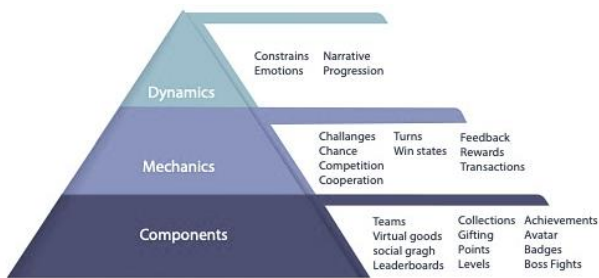 Constrains Narrative
Emotions Progression
Dynamics
Challanges Turns Feedback
Chance Win states Rewards
Competition Transactions
Cooperation
Mechanics
Teams Collections Achievements
Virtual goods Gifting Avatar
social gragh Points Badges
Leaderboards Levels Boss Fights
Components